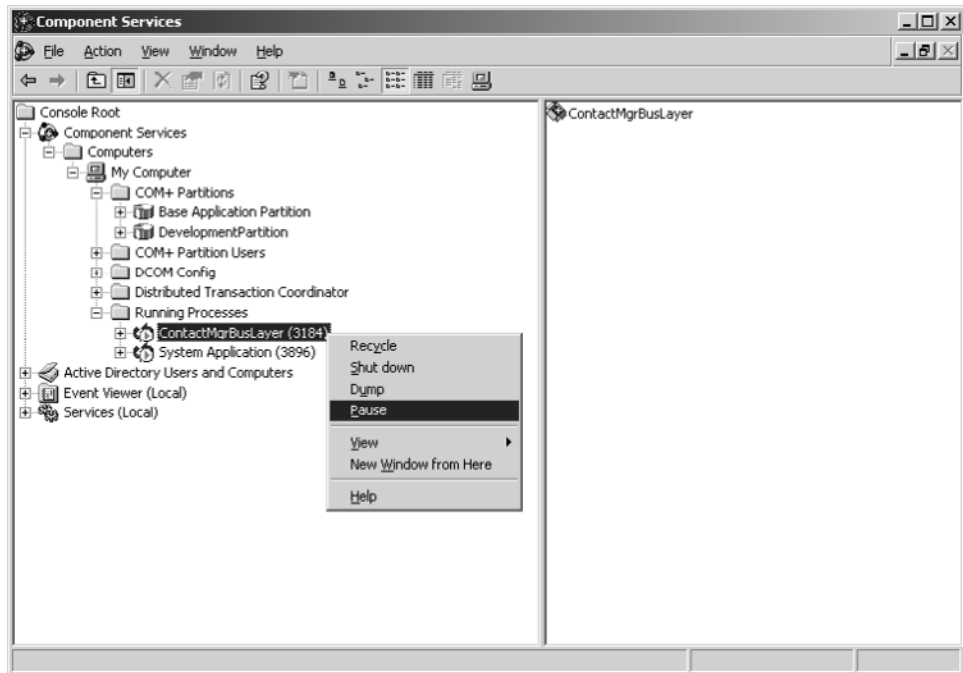 Component Services
File Action View Window Help
Console Root
Component Services
Computers
My Computer
COM+ Partitions
Base Application Partition
DevelopmentPartition
COM+ Partition Users
DCOM Config
Distributed Transaction Coordinator
Running Processes
ContactMgrBusLayer (3184)
System Application (3896)
Active Directory Users and Computers
Event Viewer (Local)
Services (Local)
ContactMgrBusLayer
Recycle
Shut down
Dump
Pause
View
New Window from Here
Help